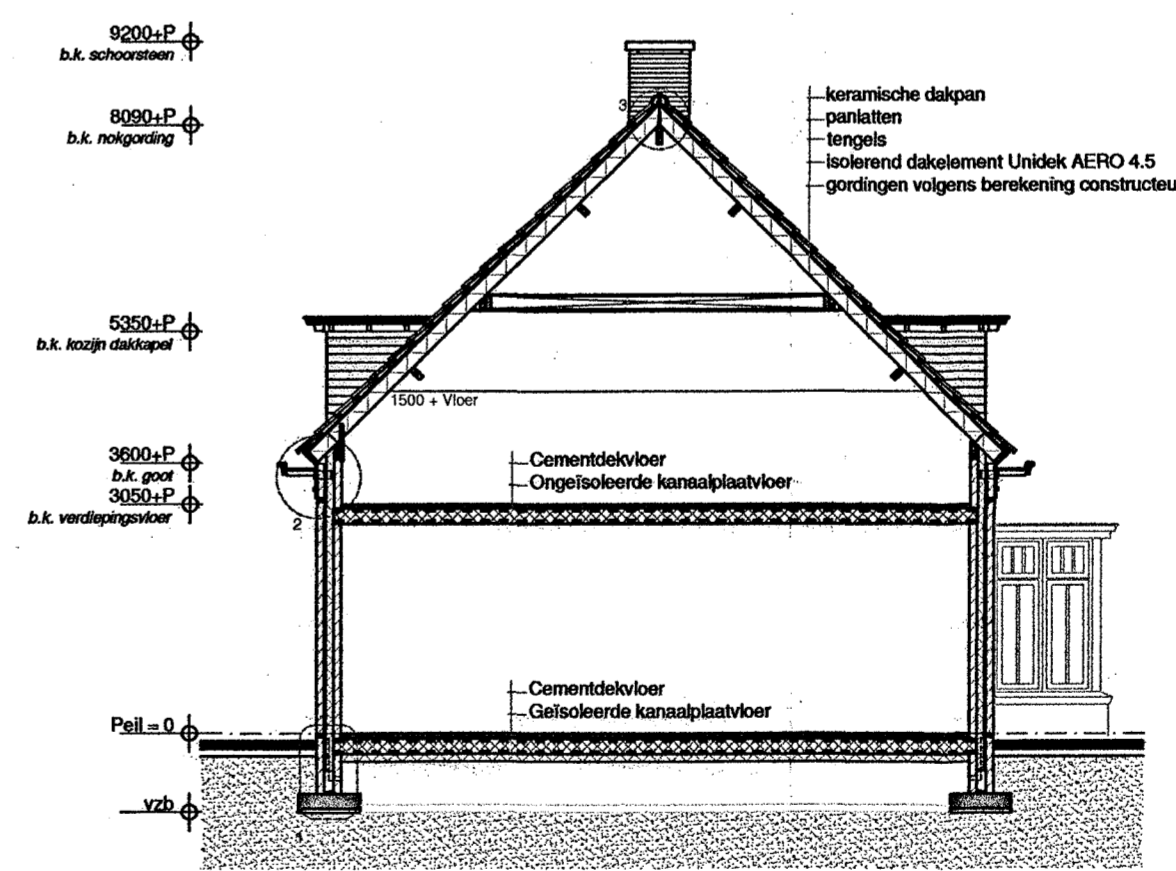 9200+P
b.k. schoorsteen
8090+P
b.k. nokgording
3
keramische dakpan
panlatten
tengels
isolerend dakelement Unidek AERO 4.5
gordingen volgens berekening constructeu
5350+P
b.k. kozijn dakkapel
1500 + Vloer
3600+P
b.k. goot
3050+P
b.k. verdiepingsvloer
2
Cementdekvloer
Ongeïsoleerde kanaalplaatvloer
Cementdekvloer
Geïsoleerde kanaalplaatvloer
Peil = 0
vzb
1